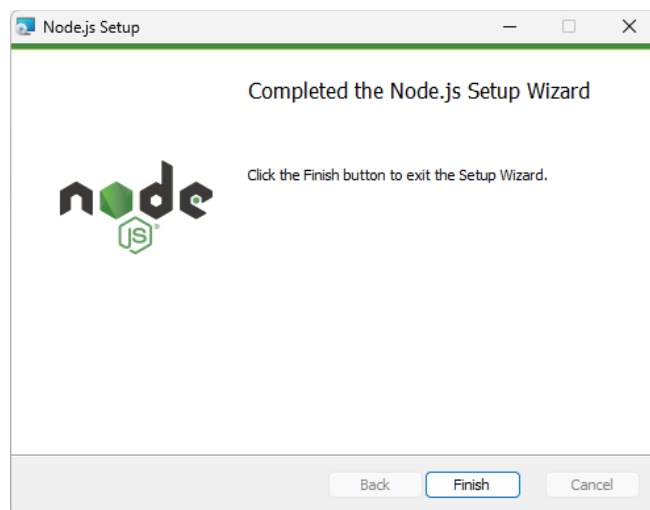 Node.js Setup
Completed the Node.js Setup Wizard
Click the Finish button to exit the Setup Wizard.
node
JS
Back Finish Cancel